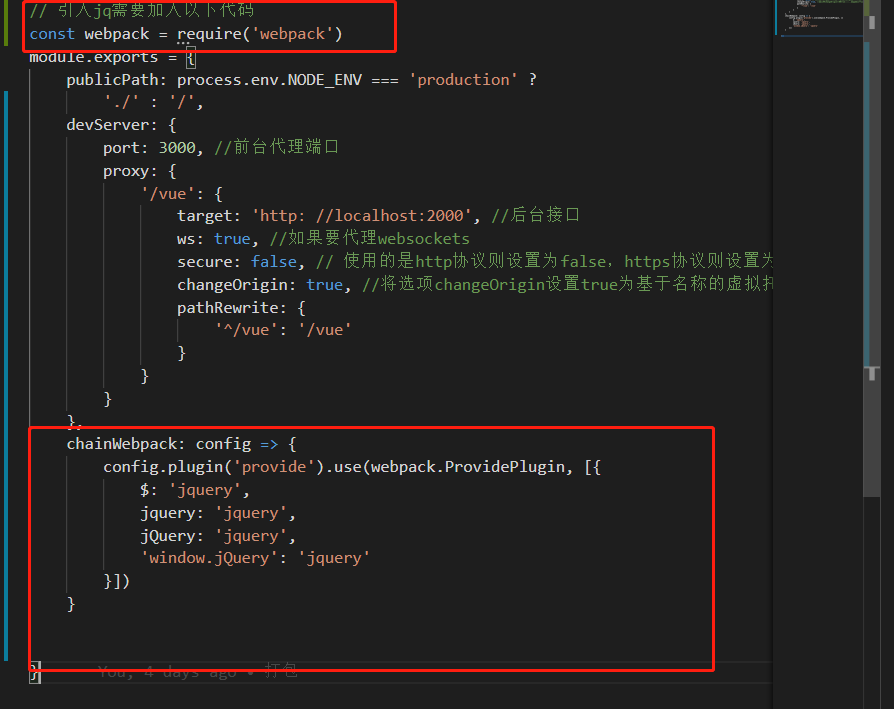 // 引入jq需要加入以下代码
const webpack = require('webpack')
module.exports = {
publicPath: process.env.NODE_ENV === 'production' ?
'./' : '/',
devServer: {
port: 3000, //前台代理端口
proxy: {
'/vue': {
target: 'http: //localhost:2000', //后台接口
ws: true, //如果要代理websockets
secure: false, // 使用的是http协议则设置为false，https协议则设置为
changeOrigin: true, //将选项changeOrigin设置true为基于名称的虚拟托
pathRewrite: {
'^/vue': '/vue'
}
}
}
},
chainWebpack: config => {
config.plugin('provide').use(webpack.ProvidePlugin, [{
$: 'jquery',
jquery: 'jquery',
jQuery: 'jquery',
'window.jQuery': 'jquery'
}])
}
} You, 4 days ago • 打包